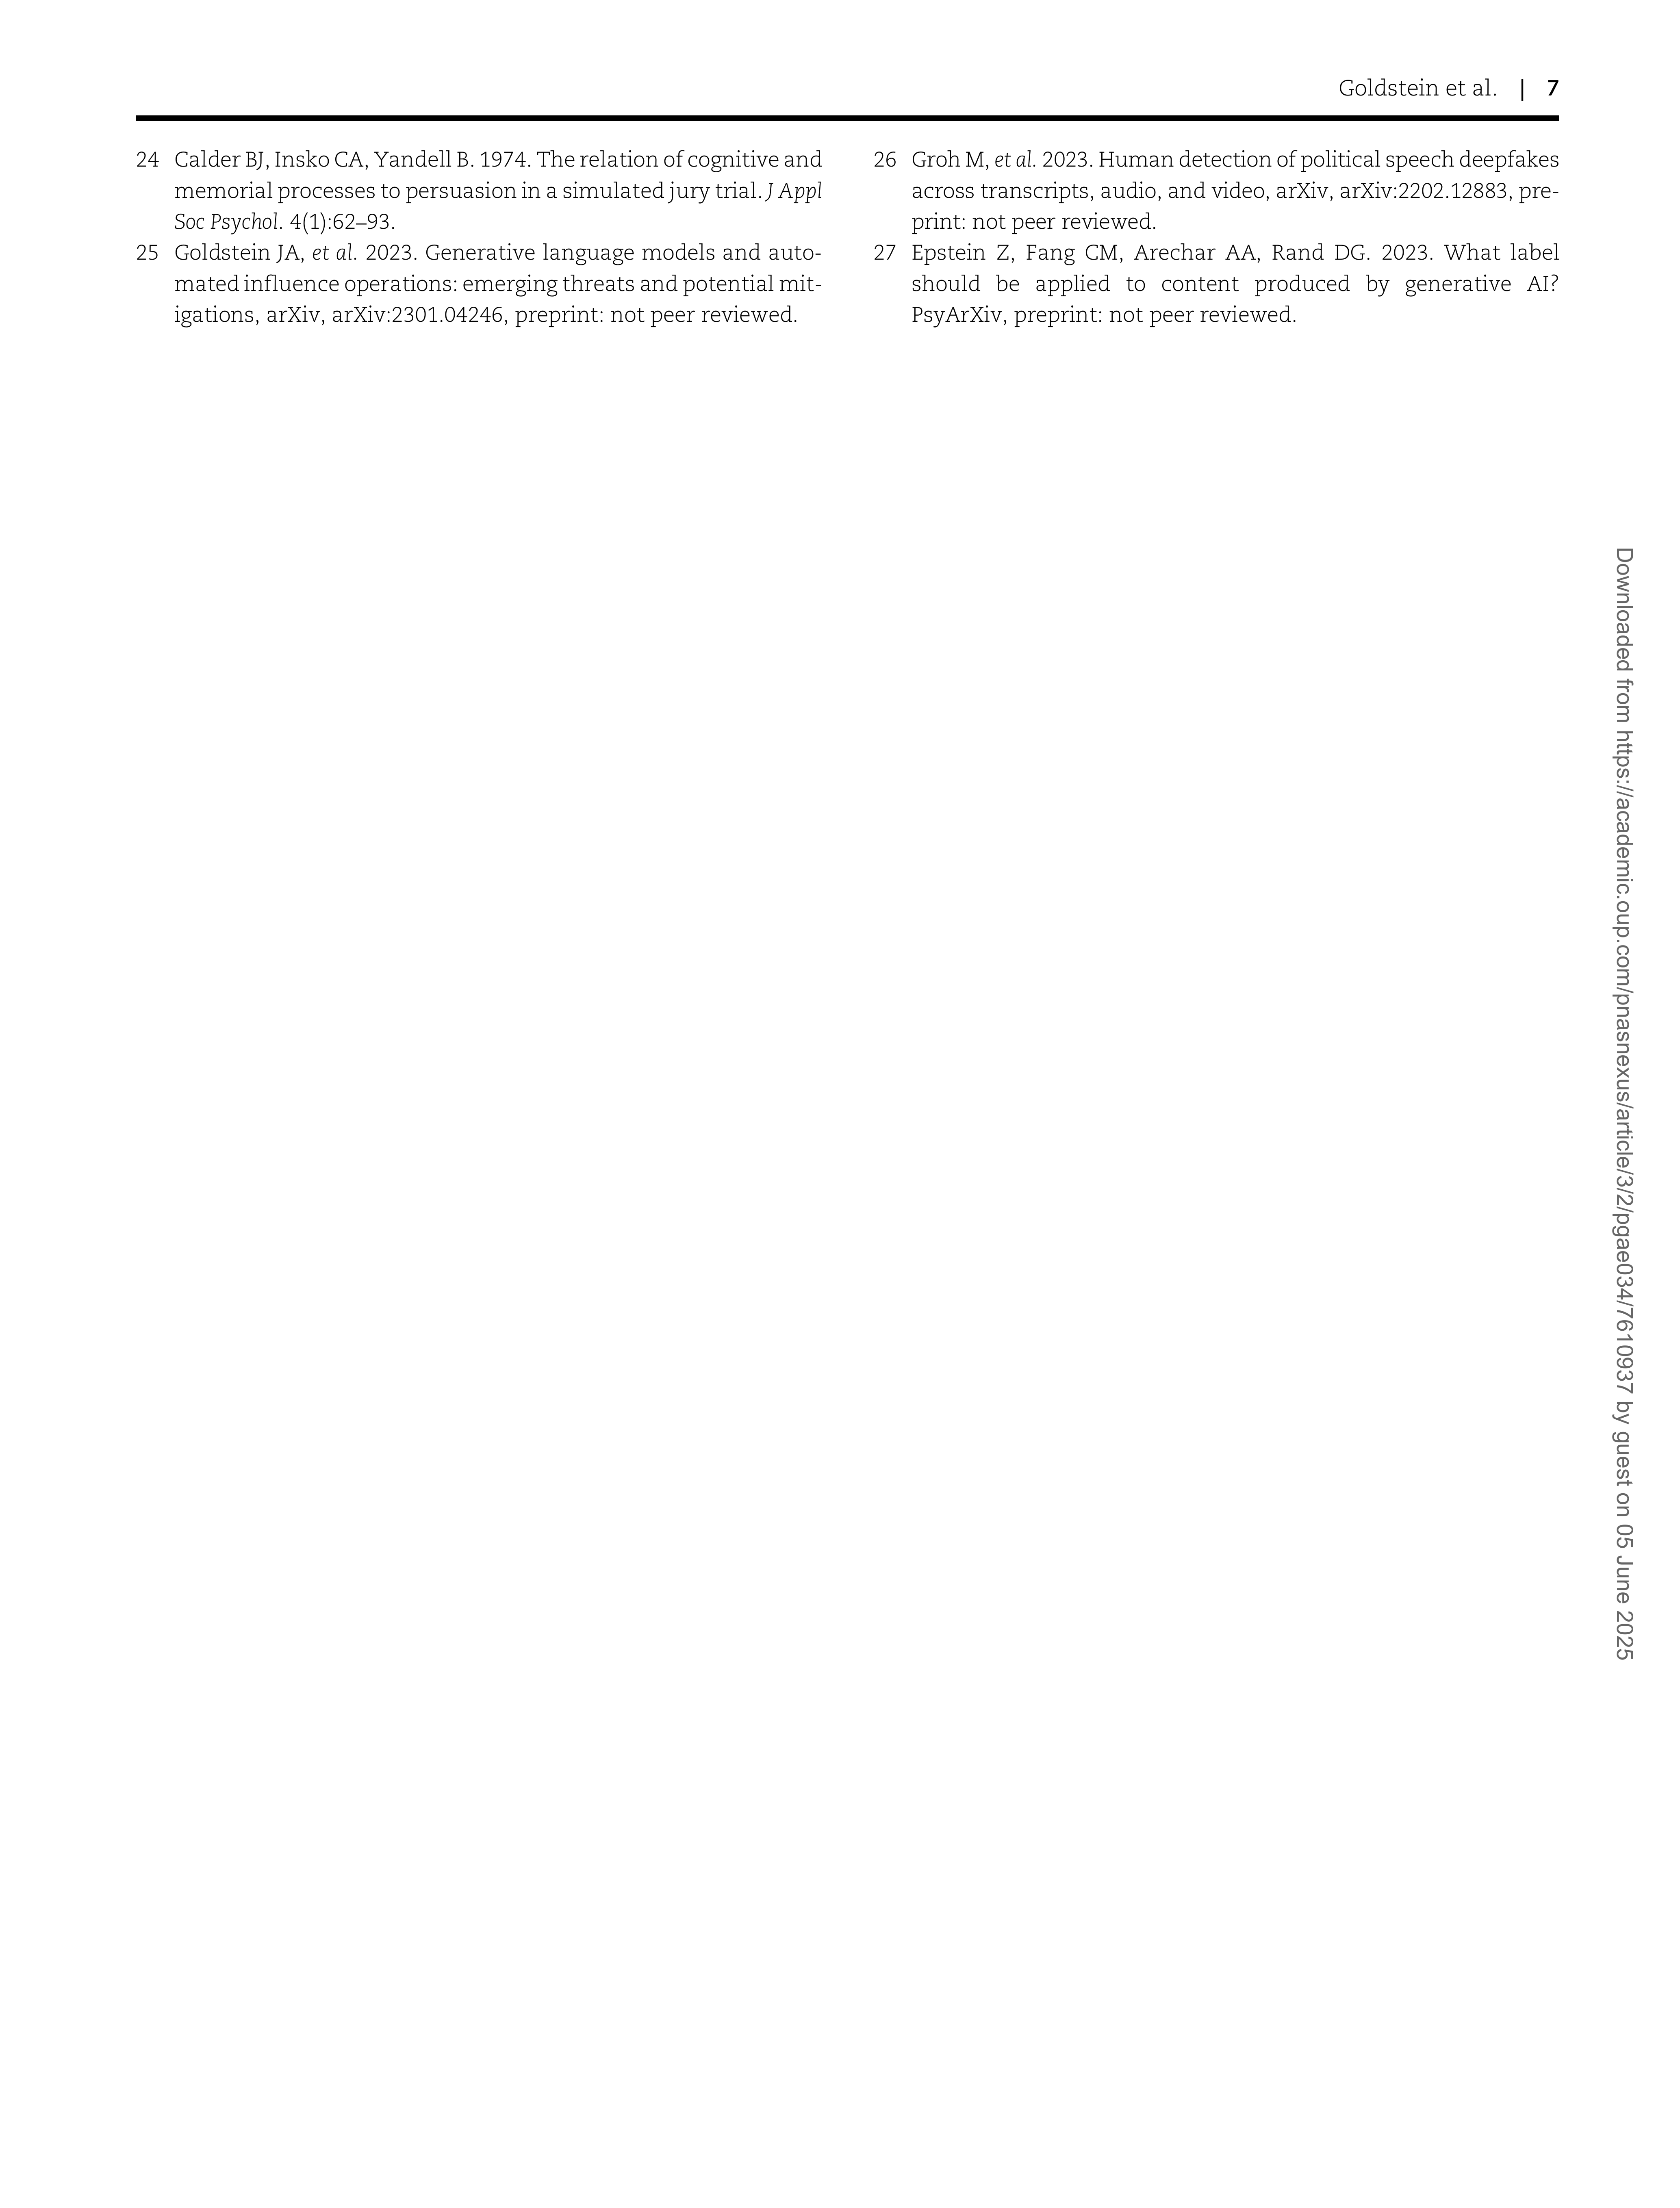 Goldstein et al. | 7
24 Calder BJ, Insko CA, Yandell B. 1974. The relation of cognitive and
memorial processes to persuasion in a simulated jury trial. J Appl
Soc Psychol. 4(1):62–93.
25 Goldstein JA, et al. 2023. Generative language models and auto-
mated influence operations: emerging threats and potential mit-
igations, arXiv, arXiv:2301.04246, preprint: not peer reviewed.
26 Groh M, et al. 2023. Human detection of political speech deepfakes
across transcripts, audio, and video, arXiv, arXiv:2202.12883, pre-
print: not peer reviewed.
27 Epstein Z, Fang CM, Arechar AA, Rand DG. 2023. What label
should be applied to content produced by generative AI?
PsyArXiv, preprint: not peer reviewed.
Downloaded from https://academic.oup.com/pnasnexus/article/3/2/pgae034/7610937 by guest on 05 June 2025